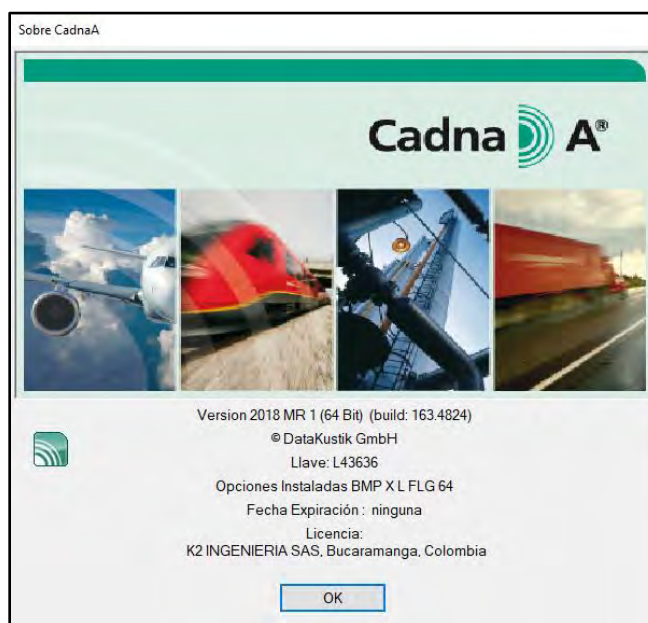 Sobre CadnaA
Cadna A®
Version 2018 MR 1 (64 Bit) (build: 163.4824)
© DataKustik GmbH
Llave: L43636
Opciones Instaladas BMP X L FLG 64
Fecha Expiración : ninguna
Licencia:
K2 INGENIERIA SAS, Bucaramanga, Colombia
OK